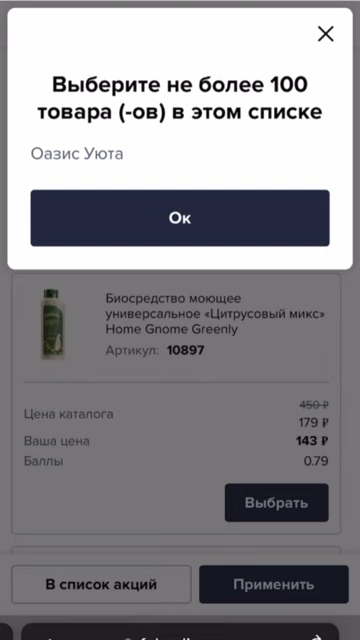 Выберите не более 100
товара (-ов) в этом списке
Оазис Уюта
Ок
Биосредство моющее
универсальное «Цитрусовый микс»
Home Gnome Greenly
Артикул: 10897
450 ₽
Цена каталога 179 ₽
Ваша цена 143 ₽
Баллы 0.79
Выбрать
В список акций Применить